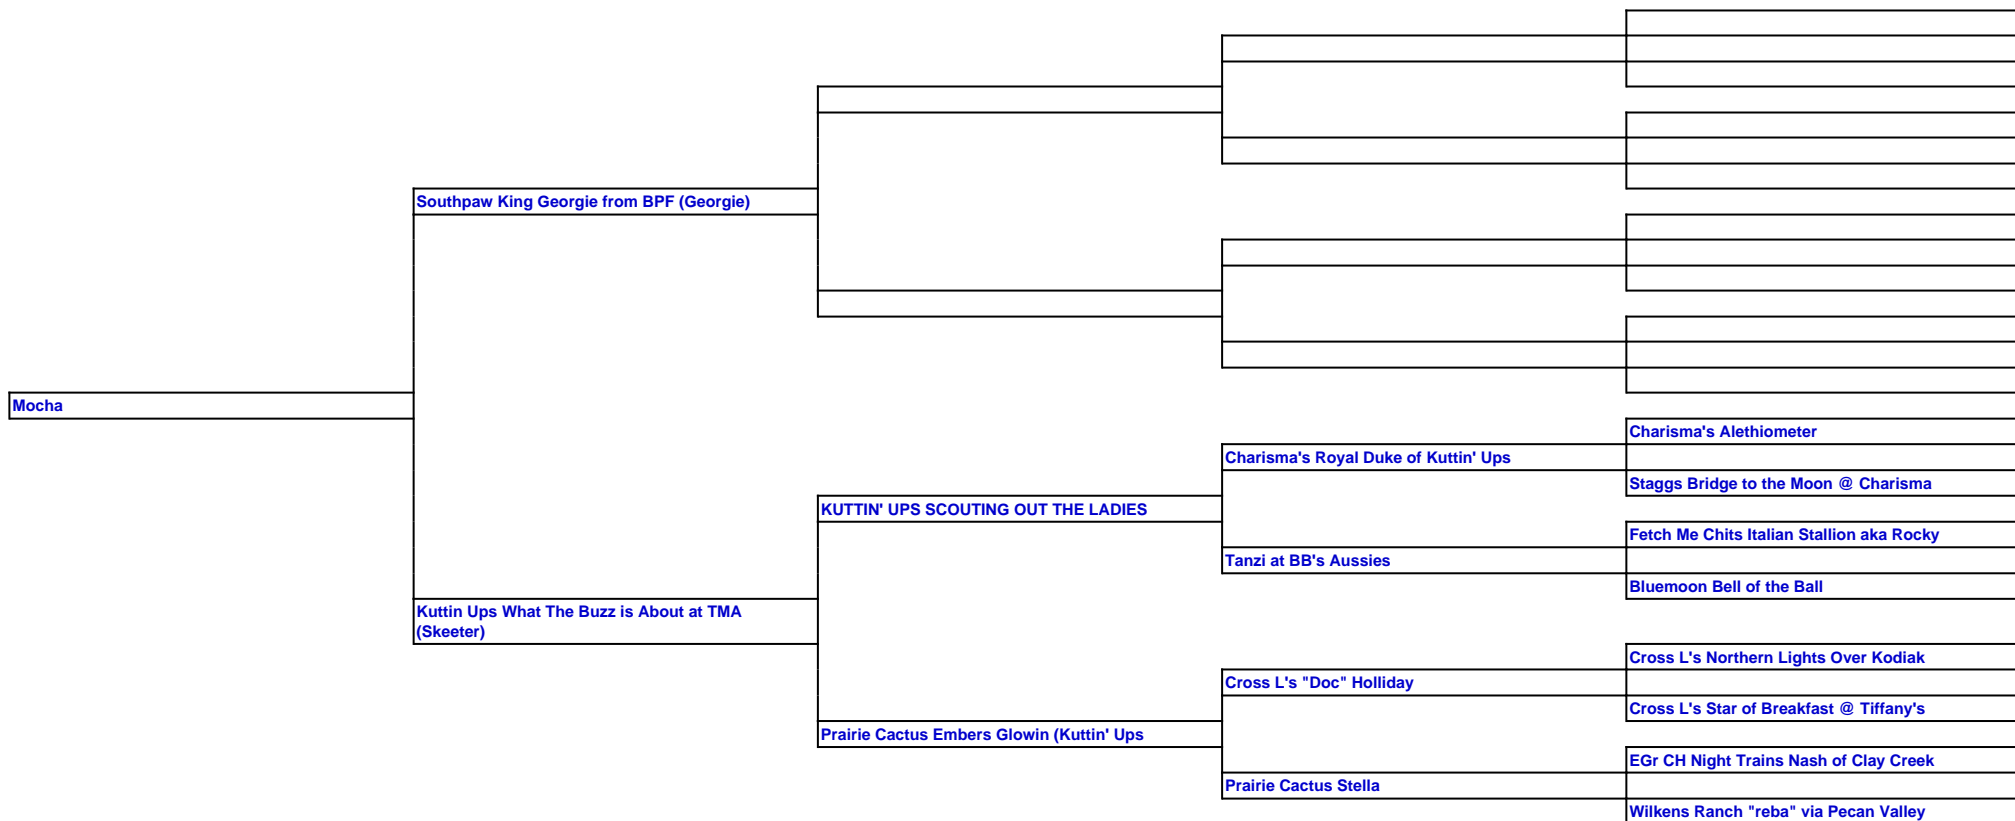 Southpaw King Georgie from BPF (Georgie)
Mocha
Charisma's Alethiometer
Charisma's Royal Duke of Kuttin' Ups
Staggs Bridge to the Moon @ Charisma
KUTTIN' UPS SCOUTING OUT THE LADIES
Fetch Me Chits Italian Stallion aka Rocky
Tanzi at BB's Aussies
Bluemoon Bell of the Ball
Kuttin Ups What The Buzz is About at TMA
(Skeeter)
Cross L's Northern Lights Over Kodiak
Cross L's "Doc" Holliday
Cross L's Star of Breakfast @ Tiffany's
Prairie Cactus Embers Glowin (Kuttin' Ups
EGr CH Night Trains Nash of Clay Creek
Prairie Cactus Stella
Wilkens Ranch "reba" via Pecan Valley